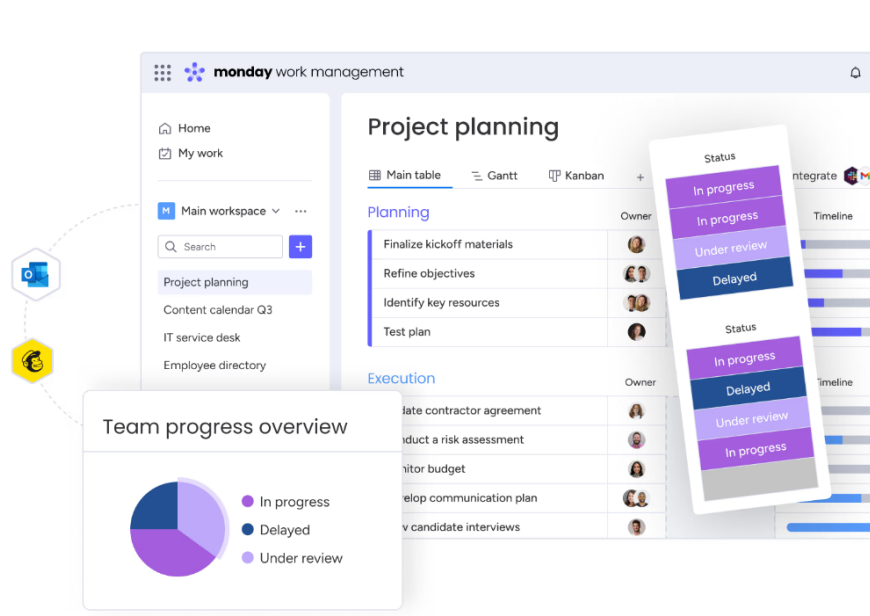 monday work management
Home
My work
M Main workspace
Search
Project planning
Content calendar Q3
IT service desk
Employee directory
Project planning
Main table Gantt Kanban + ntegrate
Planning Owner Timeline
Finalize kickoff materials
Refine objectives
Identify key resources
Test plan
Execution Owner imeline
date contractor agreement
nduct a risk assessment
nitor budget
velop communication plan
w candidate interviews
Status
In progress
In progress
Under review
Delayed
Status
In progress
Delayed
Under review
In progress
Team progress overview
In progress
Delayed
Under review